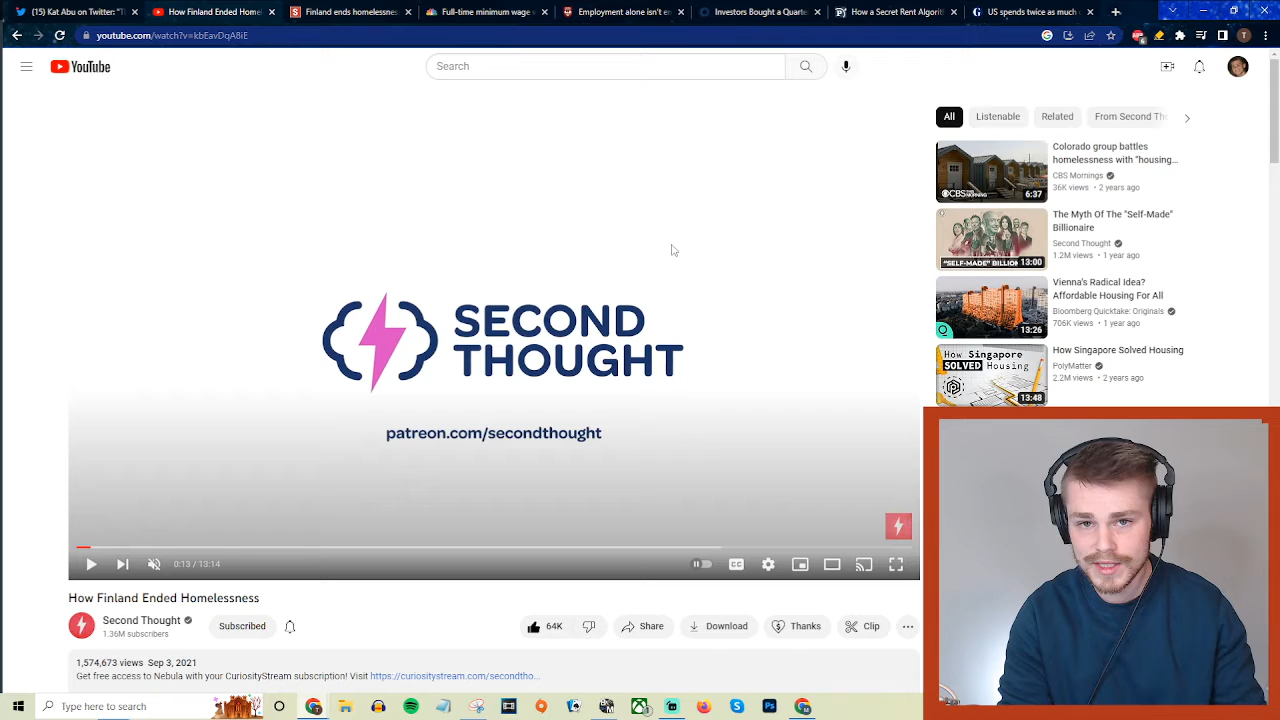 (15) Kat Abu on Twitter: "T
How Finland Ended Homelessness
Finland ends homelessness
Full-time minimum wage
Employment alone isn't e
Investors Bought a Quarte
How a Secret Rent Algorith
US spends twice as much
youtube.com/watch?v=kbEavDqA8iE
YouTube
Search
All
Listenable
Related
From Second Tho
Colorado group battles
homelessness with "housing...
CBS Mornings
36K views • 2 years ago
CBS MORNINGS
6:37
The Myth Of The "Self-Made"
Billionaire
Second Thought
1.2M views • 1 year ago
"SELF-MADE" BILLION
13:00
Vienna's Radical Idea?
Affordable Housing For All
Bloomberg Quicktake: Originals
706K views • 1 year ago
13:26
How Singapore Solved Housing
PolyMatter
2.2M views • 2 years ago
How Singapore
SOLVED Housing
13:48
SECOND
THOUGHT
patreon.com/secondthought
0:13 / 13:14
CC
How Finland Ended Homelessness
Second Thought
1.36M subscribers
Subscribed
64K
Share
Download
Thanks
Clip
1,574,673 views Sep 3, 2021
Get free access to Nebula with your CuriosityStream subscription! Visit https://curiositystream.com/secondtho...
Type here to search